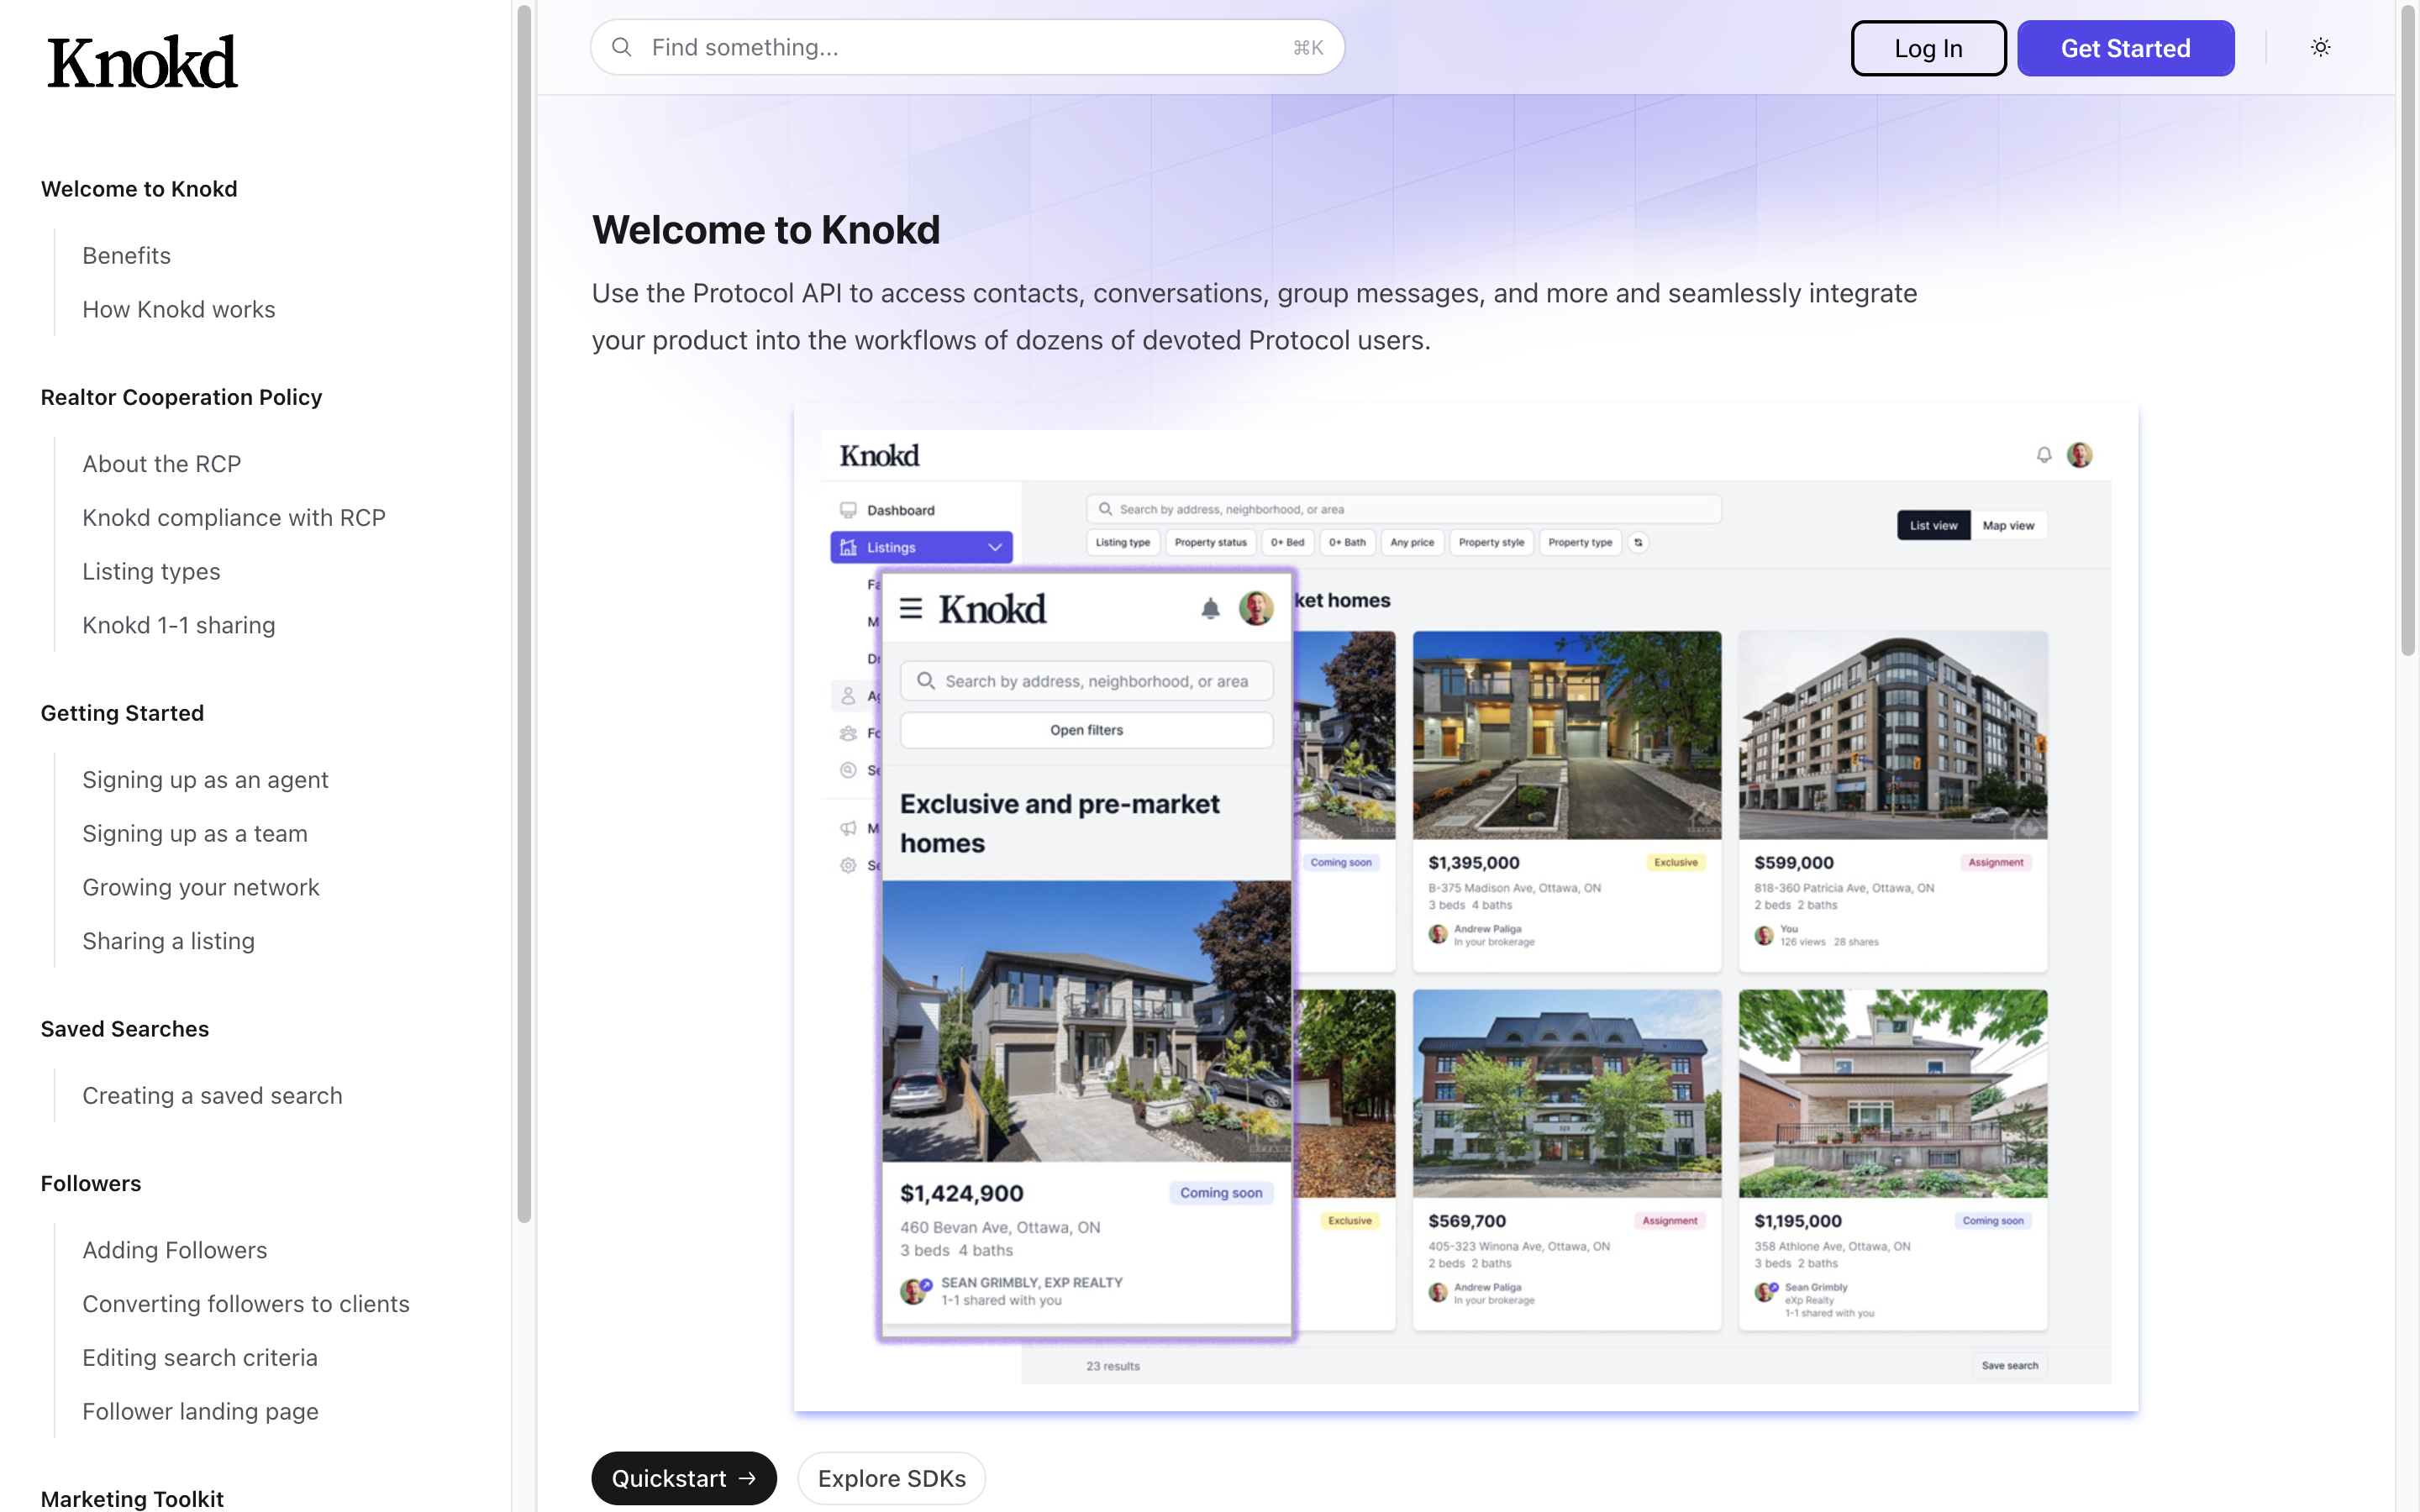 Knokd
Welcome to Knokd
Benefits
How Knokd works
Realtor Cooperation Policy
About the RCP
Knokd compliance with RCP
Listing types
Knokd 1-1 sharing
Getting Started
Signing up as an agent
Signing up as a team
Growing your network
Sharing a listing
Saved Searches
Creating a saved search
Followers
Adding Followers
Converting followers to clients
Editing search criteria
Follower landing page
Marketing Toolkit
Find something...
⌘K
Log In
Get Started
Welcome to Knokd
Use the Protocol API to access contacts, conversations, group messages, and more and seamlessly integrate
your product into the workflows of dozens of devoted Protocol users.
Knokd
Dashboard
Listings
Search by address, neighborhood, or area
Listing type
Property status
0+ Bed
0+ Bath
Any price
Property style
Property type
List view
Map view
ket homes
Knokd
Search by address, neighborhood, or area
Open filters
Exclusive and pre-market
homes
$1,424,900
Coming soon
460 Bevan Ave, Ottawa, ON
3 beds 4 baths
SEAN GRIMBLY, EXP REALTY
1-1 shared with you
Coming soon
$1,395,000
Exclusive
B-375 Madison Ave, Ottawa, ON
3 beds 4 baths
Andrew Paliga
In your brokerage
$599,000
Assignment
818-360 Patricia Ave, Ottawa, ON
2 beds 2 baths
You
126 views 28 shares
Exclusive
$569,700
Assignment
405-323 Winona Ave, Ottawa, ON
2 beds 2 baths
Andrew Paliga
In your brokerage
$1,195,000
Coming soon
358 Athlone Ave, Ottawa, ON
3 beds 2 baths
Sean Grimbly
eXp Realty
1-1 shared with you
23 results
Save search
Quickstart →
Explore SDKs